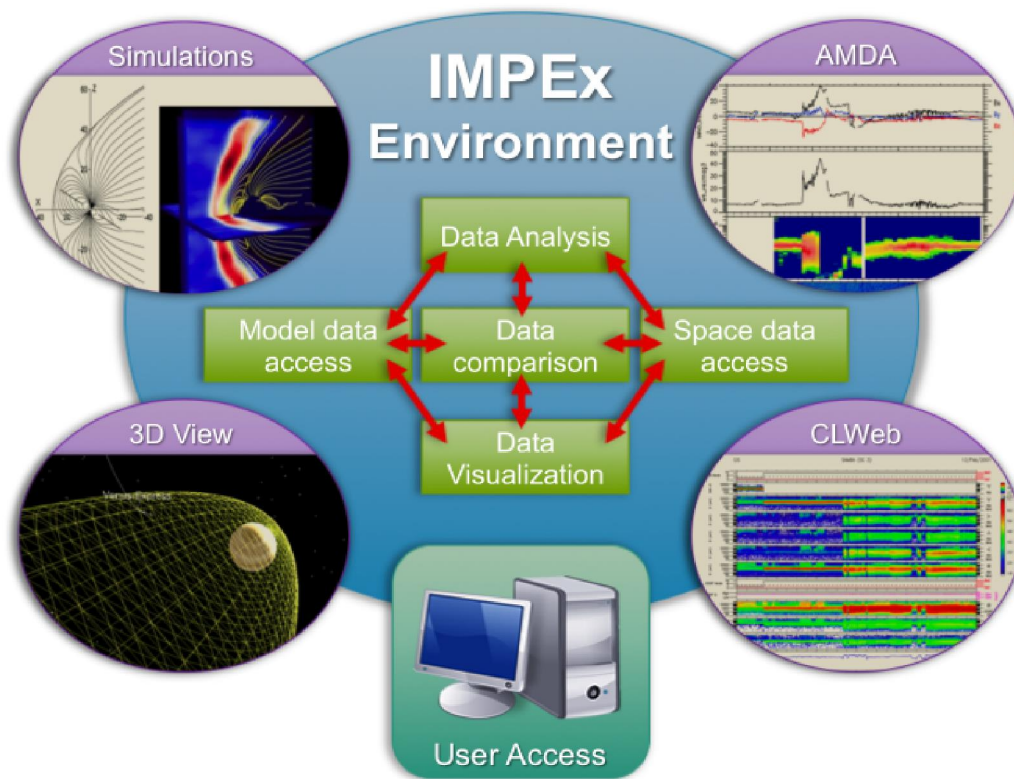 Simulations
IMPEx
Environment
AMDA
Data Analysis
Model data
access
Data
comparison
Space data
access
3D View
Data
Visualization
CLWeb
User Access